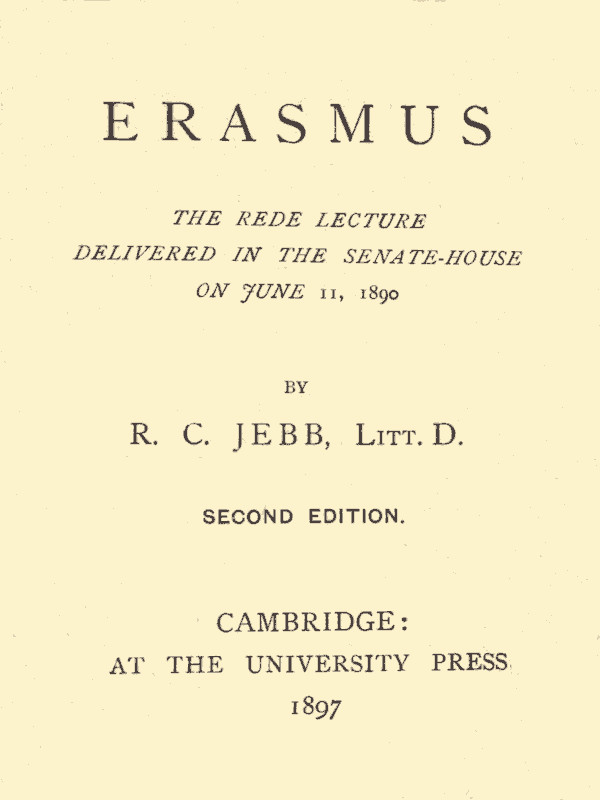 ERASMUS
THE REDE LECTURE
DELIVERED IN THE SENATE-HOUSE
ON JUNE 11, 1890
BY
R. C. JEBB, LITT. D.
SECOND EDITION.
CAMBRIDGE:
AT THE UNIVERSITY PRESS
1897